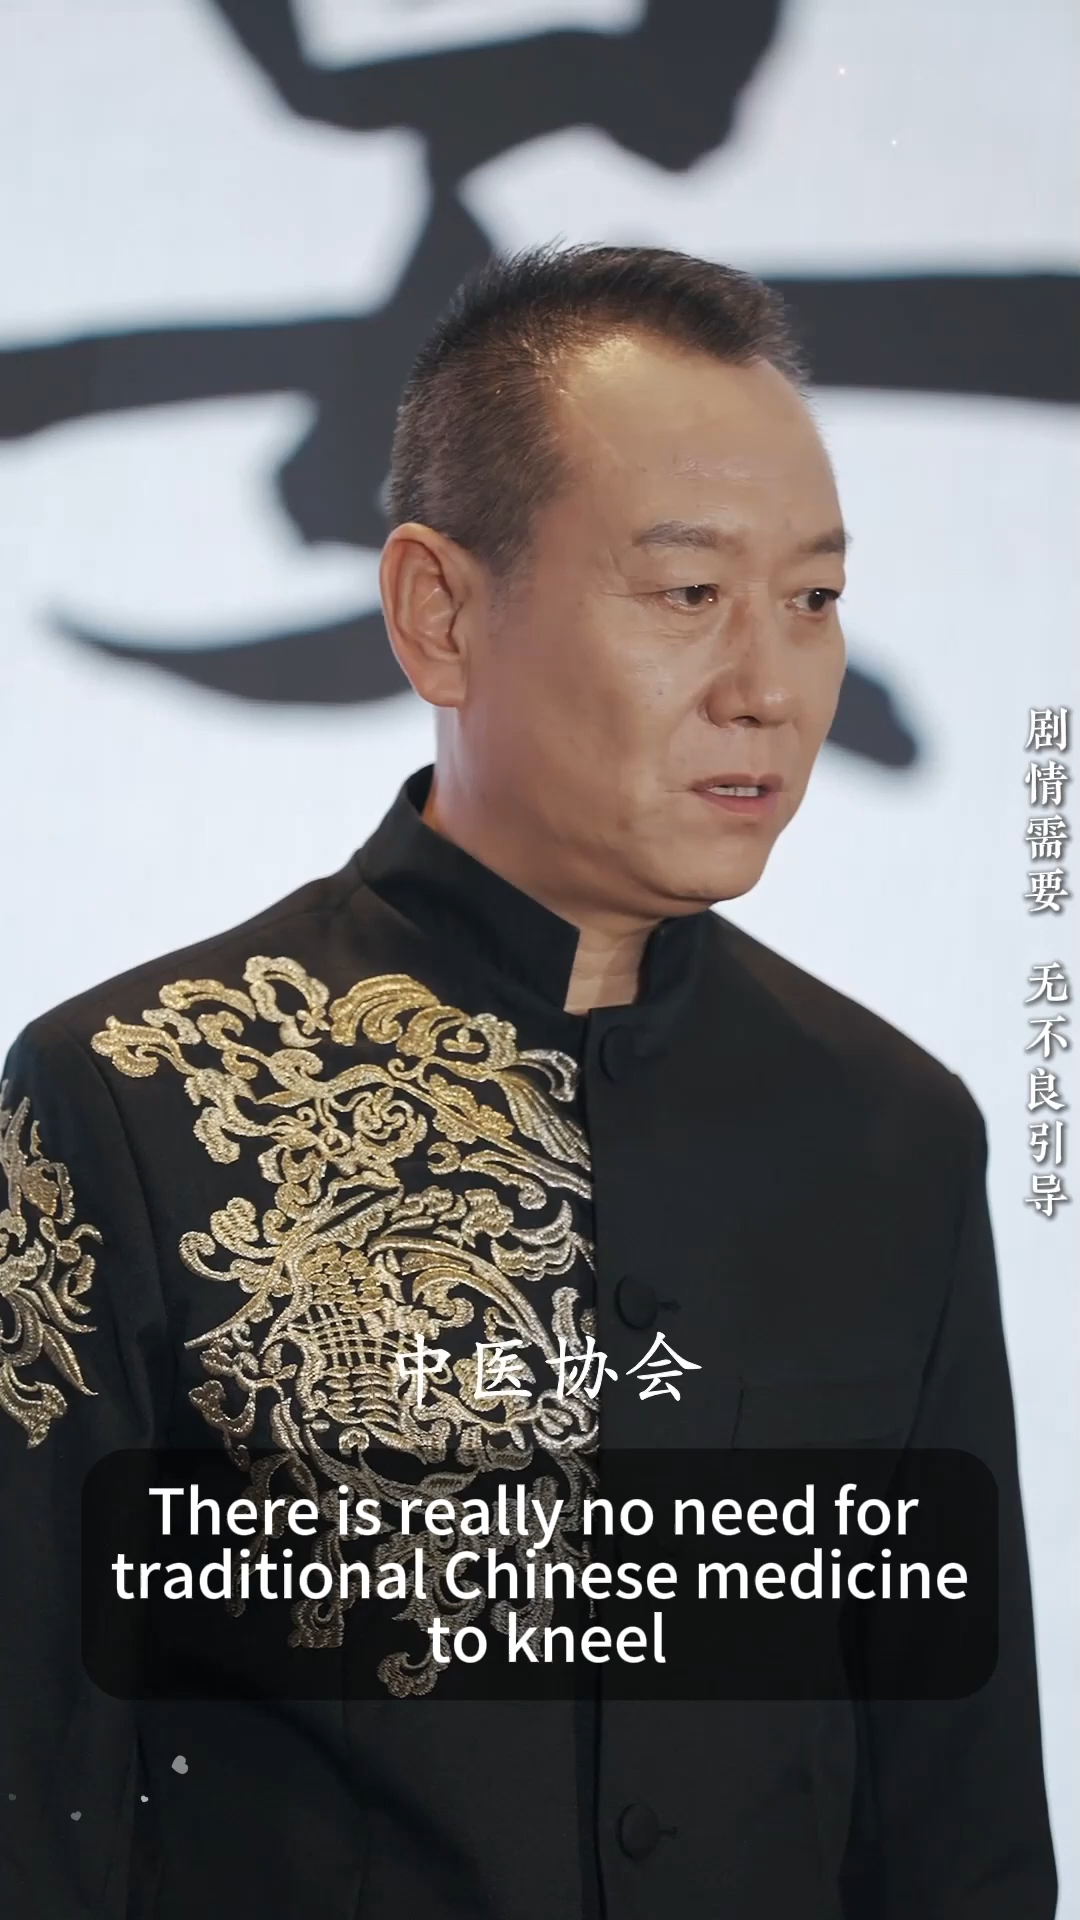 剧情需要 无不良引导
中医协会
There is really no need for
traditional Chinese medicine
to kneel